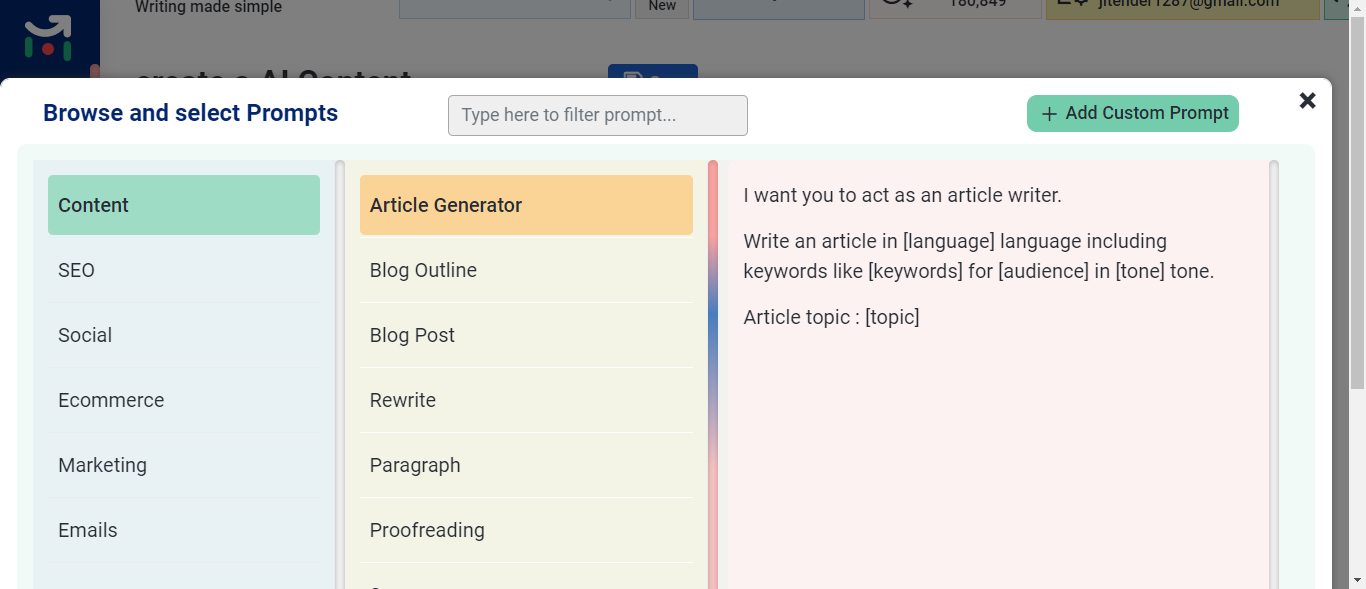 Writing made simple
New
180,849
jitender1287@gmail.com
create a AI Content
Browse and select Prompts
Type here to filter prompt...
+ Add Custom Prompt
Content
SEO
Social
Ecommerce
Marketing
Emails
Article Generator
Blog Outline
Blog Post
Rewrite
Paragraph
Proofreading
I want you to act as an article writer.
Write an article in [language] language including
keywords like [keywords] for [audience] in [tone] tone.
Article topic : [topic]